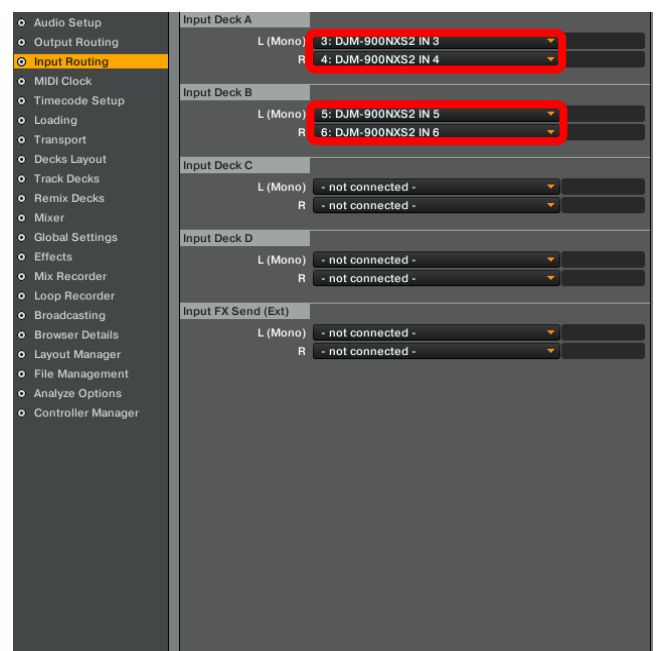 Audio Setup
Output Routing
Input Routing
MIDI Clock
Timecode Setup
Loading
Transport
Decks Layout
Track Decks
Remix Decks
Mixer
Global Settings
Effects
Mix Recorder
Loop Recorder
Broadcasting
Browser Details
Layout Manager
File Management
Analyze Options
Controller Manager
Input Deck A
L (Mono) 3: DJM-900NXS2 IN 3
R 4: DJM-900NXS2 IN 4
Input Deck B
L (Mono) 5: DJM-900NXS2 IN 5
R 6: DJM-900NXS2 IN 6
Input Deck C
L (Mono) - not connected -
R - not connected -
Input Deck D
L (Mono) - not connected -
R - not connected -
Input FX Send (Ext)
L (Mono) - not connected -
R - not connected -